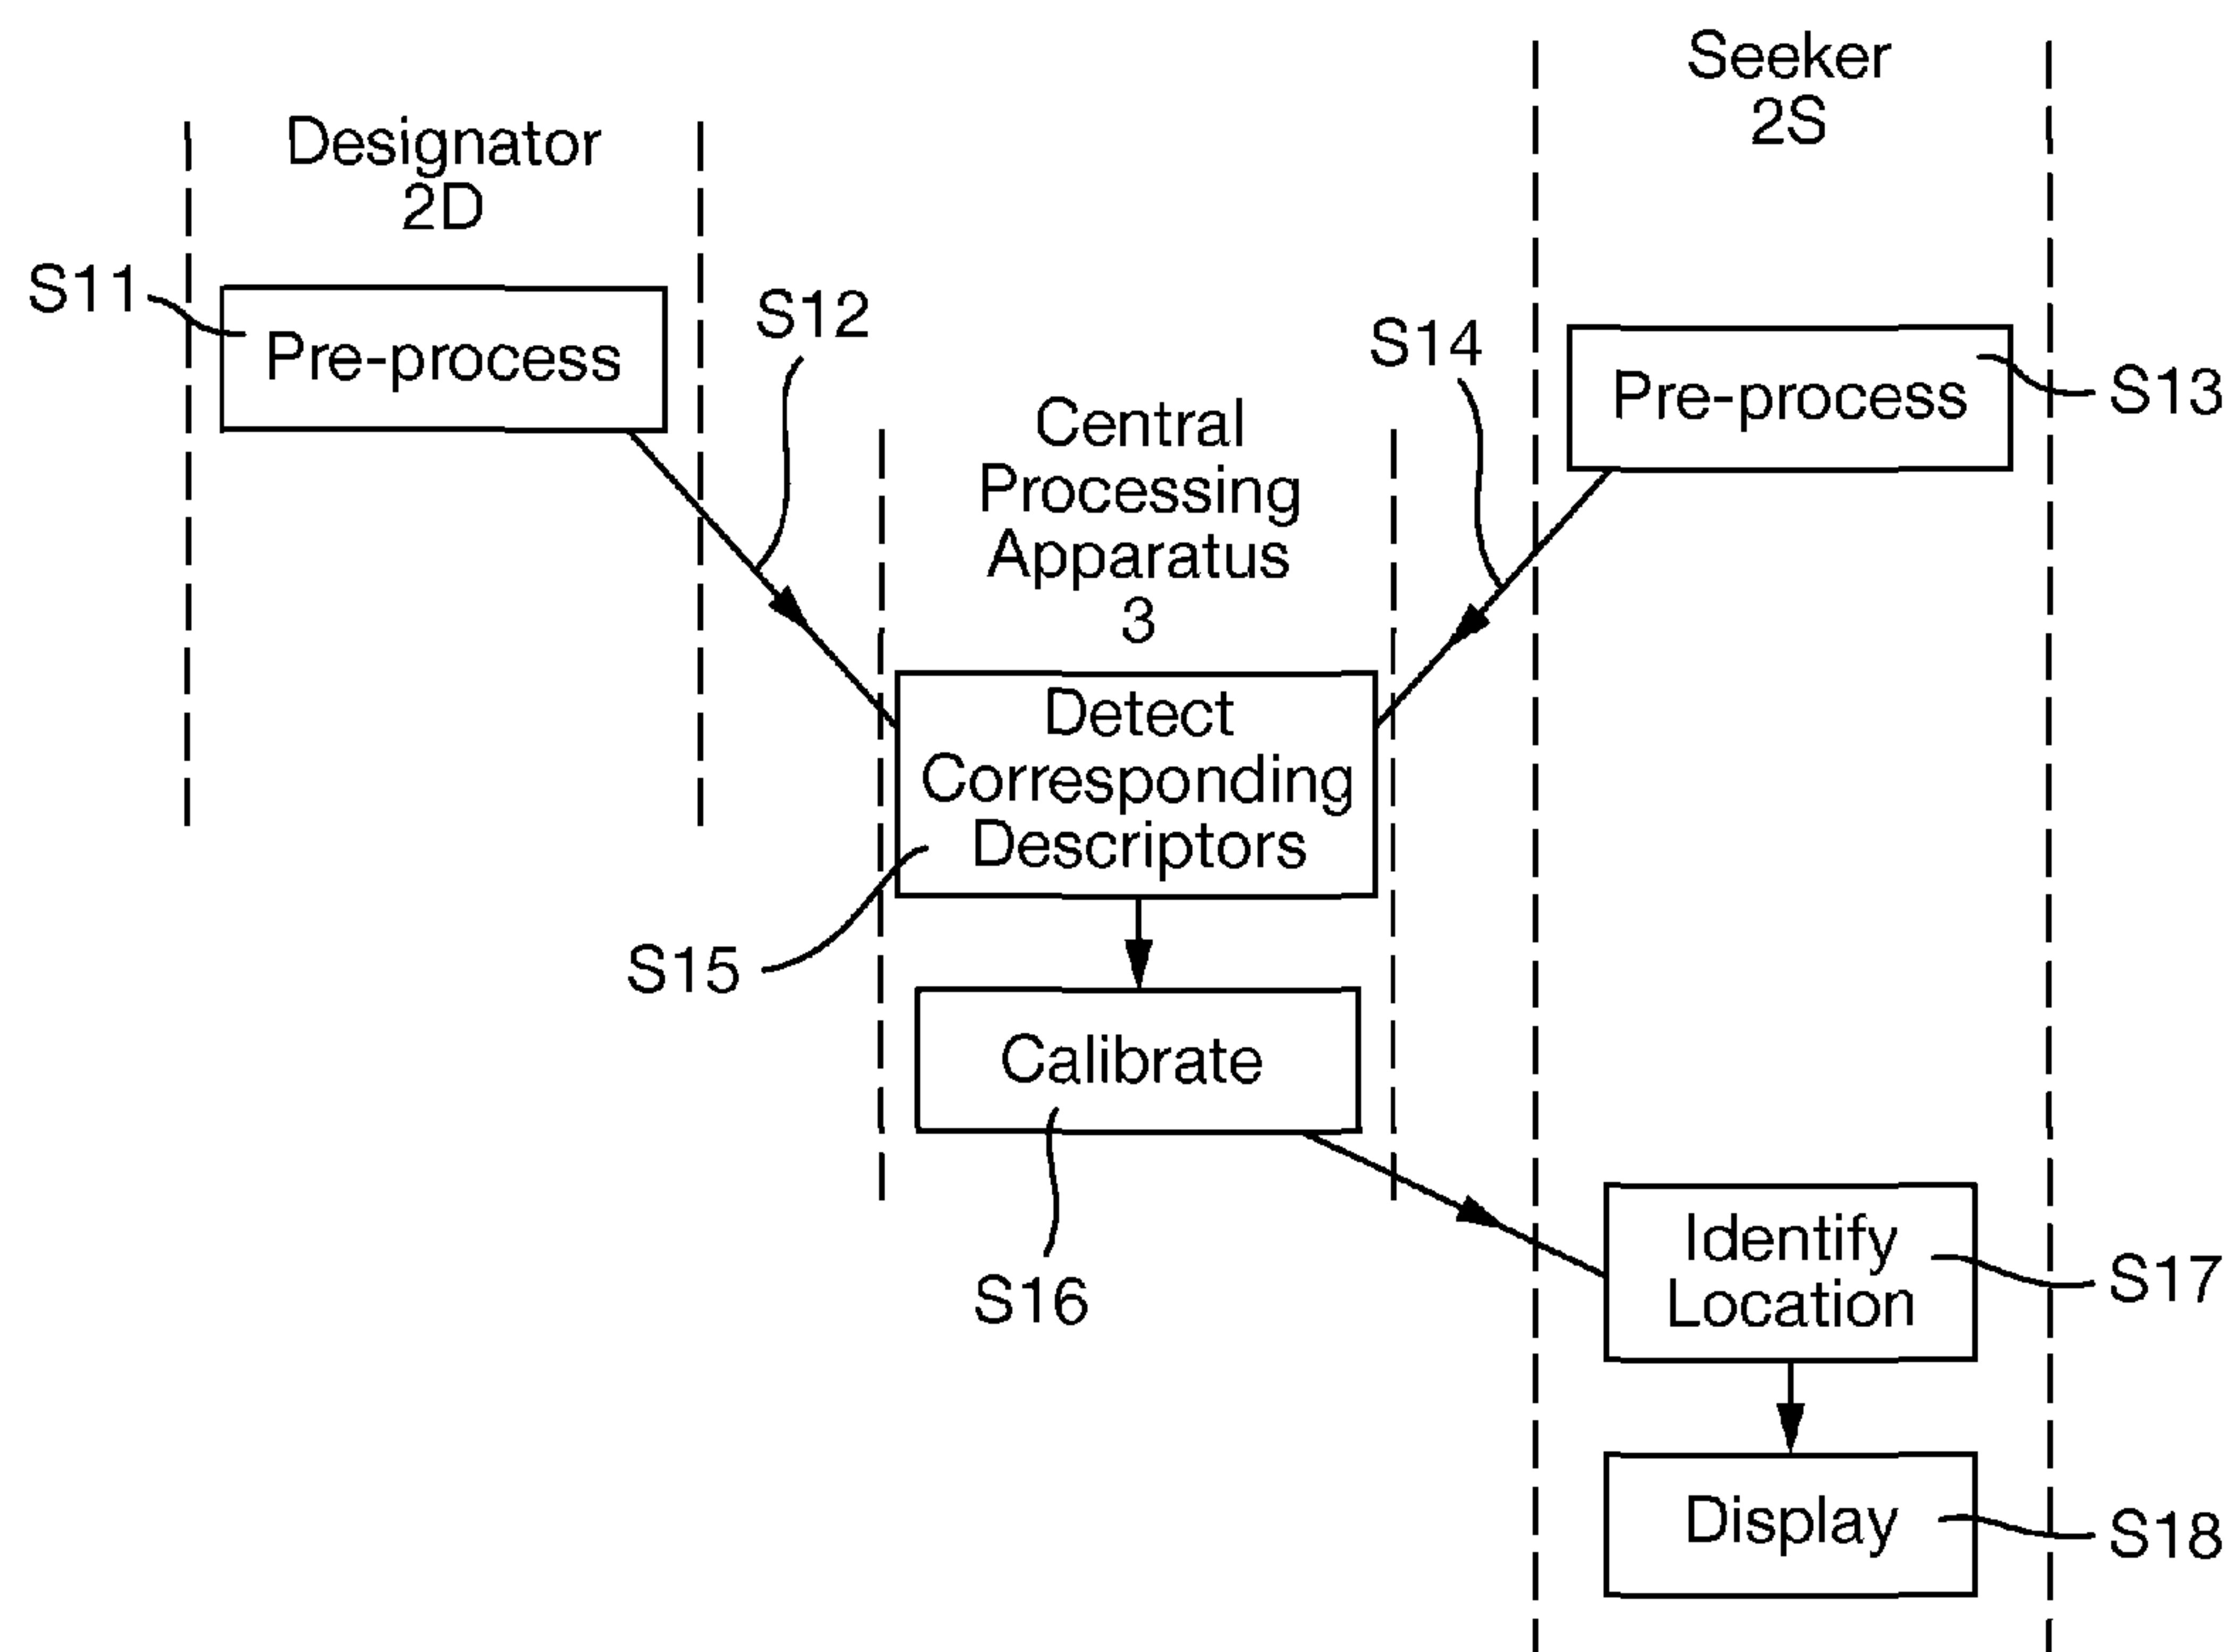 Seeker
2S
Designator
2D
S11
Pre-process
S12
S14
Pre-process
S13
Central
Processing
Apparatus
3
Detect
Corresponding
Descriptors
S15
Calibrate
S16
Identify
Location
S17
Display
S18